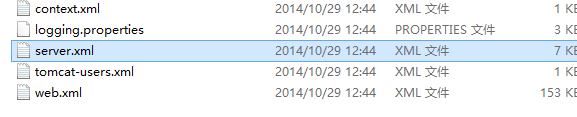 context.xml 2014/10/29 12:44 XML 文件 1 KB
logging.properties 2014/10/29 12:44 PROPERTIES 文件 3 KB
server.xml 2014/10/29 12:44 XML 文件 7 KB
tomcat-users.xml 2014/10/29 12:44 XML 文件 2 KB
web.xml 2014/10/29 12:44 XML 文件 153 KB